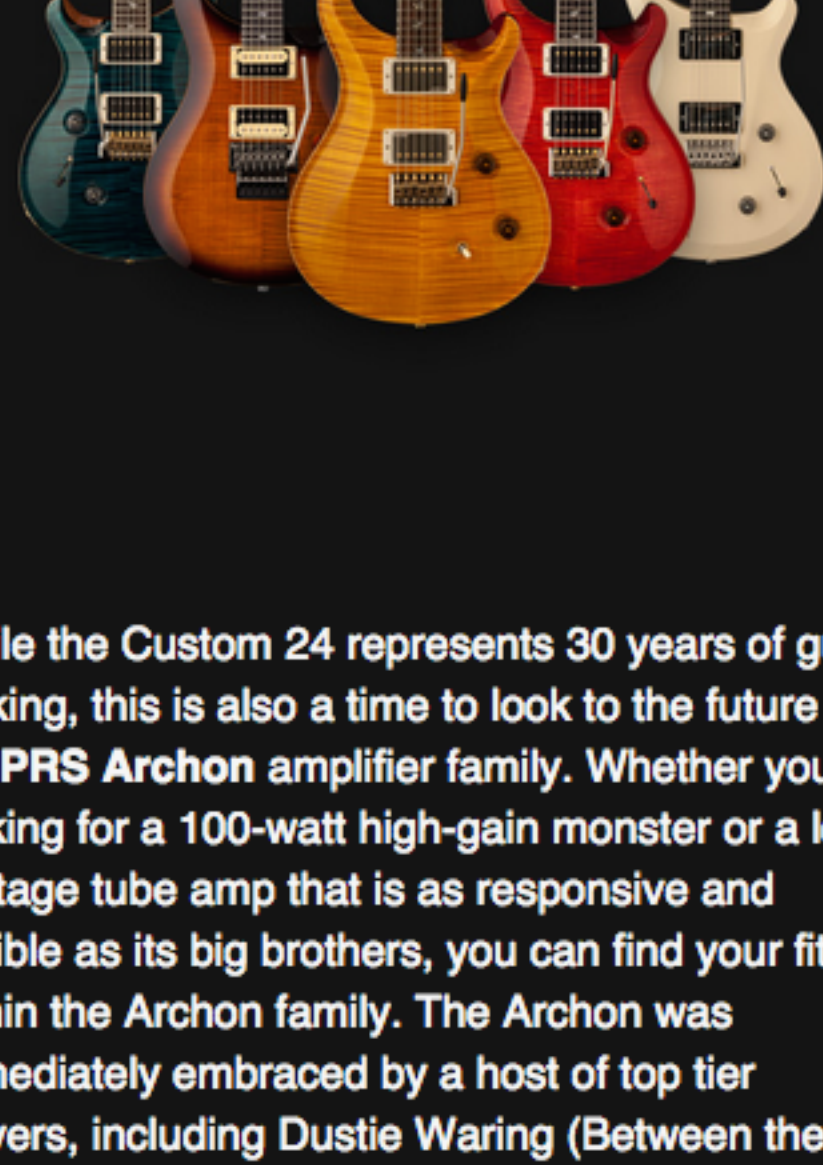 le the Custom 24 represents 30 years of g
king, this is also a time to look to the future
PRS Archon amplifier family. Whether you
king for a 100-watt high-gain monster or a l
tage tube amp that is as responsive and
ible as its big brothers, you can find your fit
in the Archon family. The Archon was
nediately embraced by a host of top tier
yers, including Dustie Waring (Between the